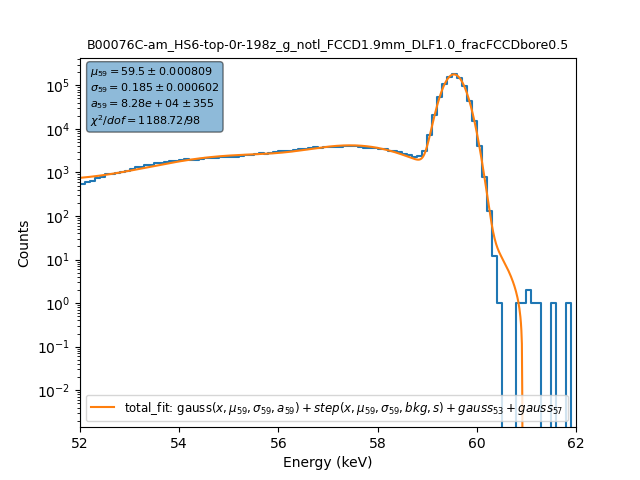 B00076C-am_HS6-top-0r-198z_g_notl_FCCD1.9mm_DLF1.0_fracFCCDbore0.5
μ₅₉ = 59.5 ± 0.000809
σ₅₉ = 0.185 ± 0.000602
a₅₉ = 8.28e + 04 ± 355
χ²/dof = 1188.72/98
10⁵
10⁴
10³
10²
10¹
10⁰
10⁻¹
10⁻²
Counts
total_fit: gauss(x, μ₅₉, σ₅₉, a₅₉) + step(x, μ₅₉, σ₅₉, bkg, s) + gauss₅₃ + gauss₅₇
52 54 56 58 60 62
Energy (keV)